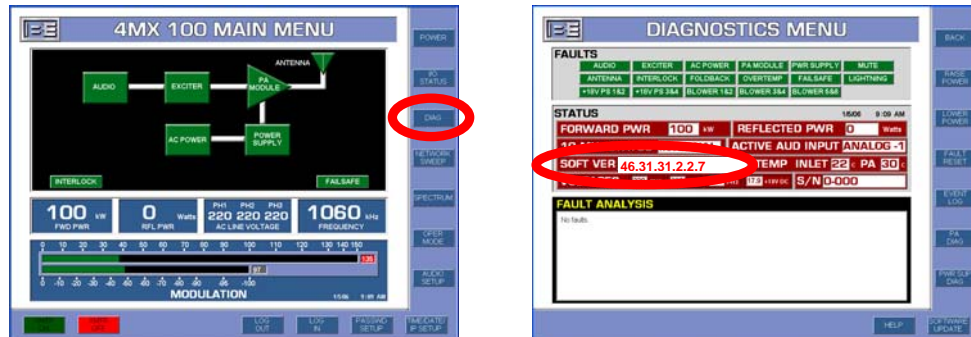 BE
4MX 100 MAIN MENU
POWER
I/O STATUS
DIAG
NETWORK SWEEP
SPECTRUM
OPER MODE
AUDIO SETUP
ANTENNA
AUDIO
EXCITER
PA MODULE
AC POWER
POWER SUPPLY
INTERLOCK
FAILSAFE
100 kW
FWD PWR
0 Watts
RFL PWR
PH1 PH2 PH3
220 220 220
AC LINE VOLTAGE
1060 kHz
FREQUENCY
0 10 20 30 40 50 60 70 80 90 100 110 120 130 140 150
135
97
MODULATION
LOG OUT
LOG IN
PASSWD SETUP
TIME/DATE/ IP SETUP
BE
DIAGNOSTICS MENU
BACK
RAISE POWER
LOWER POWER
FAULT RESET
EVENT LOG
PA DIAG
PWR SUP DIAG
FAULTS
AUDIO EXCITER AC POWER PA MODULE PWR SUPPLY MUTE
ANTENNA INTERLOCK FOLDBACK OVERTEMP FAILSAFE LIGHTNING
+18V PS 1&2 +18V PS 3&4 BLOWER 1&2 BLOWER 3&4 BLOWER 5&6
STATUS 1/5/06 9:09 AM
FORWARD PWR 100 kW REFLECTED PWR 0 Watts
ACTIVE AUD INPUT ANALOG -1
SOFT VER 46.31.31.2.2.7 TEMP INLET 22 c PA 30 c
S/N 0-000
FAULT ANALYSIS
No faults.
HELP
SOFTWARE UPDATE